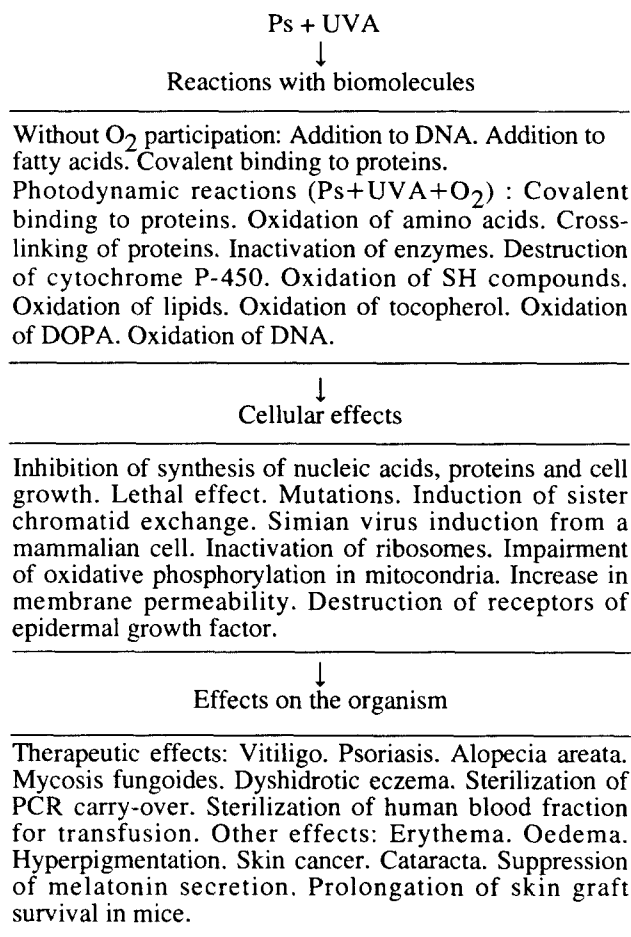 Ps + UVA
↓
Reactions with biomolecules
Without O2 participation: Addition to DNA. Addition to
fatty acids. Covalent binding to proteins.
Photodynamic reactions (Ps+UVA+O2) : Covalent
binding to proteins. Oxidation of amino acids. Cross-
linking of proteins. Inactivation of enzymes. Destruction
of cytochrome P-450. Oxidation of SH compounds.
Oxidation of lipids. Oxidation of tocopherol. Oxidation
of DOPA. Oxidation of DNA.
↓
Cellular effects
Inhibition of synthesis of nucleic acids, proteins and cell
growth. Lethal effect. Mutations. Induction of sister
chromatid exchange. Simian virus induction from a
mammalian cell. Inactivation of ribosomes. Impairment
of oxidative phosphorylation in mitocondria. Increase in
membrane permeability. Destruction of receptors of
epidermal growth factor.
↓
Effects on the organism
Therapeutic effects: Vitiligo. Psoriasis. Alopecia areata.
Mycosis fungoides. Dyshidrotic eczema. Sterilization of
PCR carry-over. Sterilization of human blood fraction
for transfusion. Other effects: Erythema. Oedema.
Hyperpigmentation. Skin cancer. Cataracta. Suppression
of melatonin secretion. Prolongation of skin graft
survival in mice.